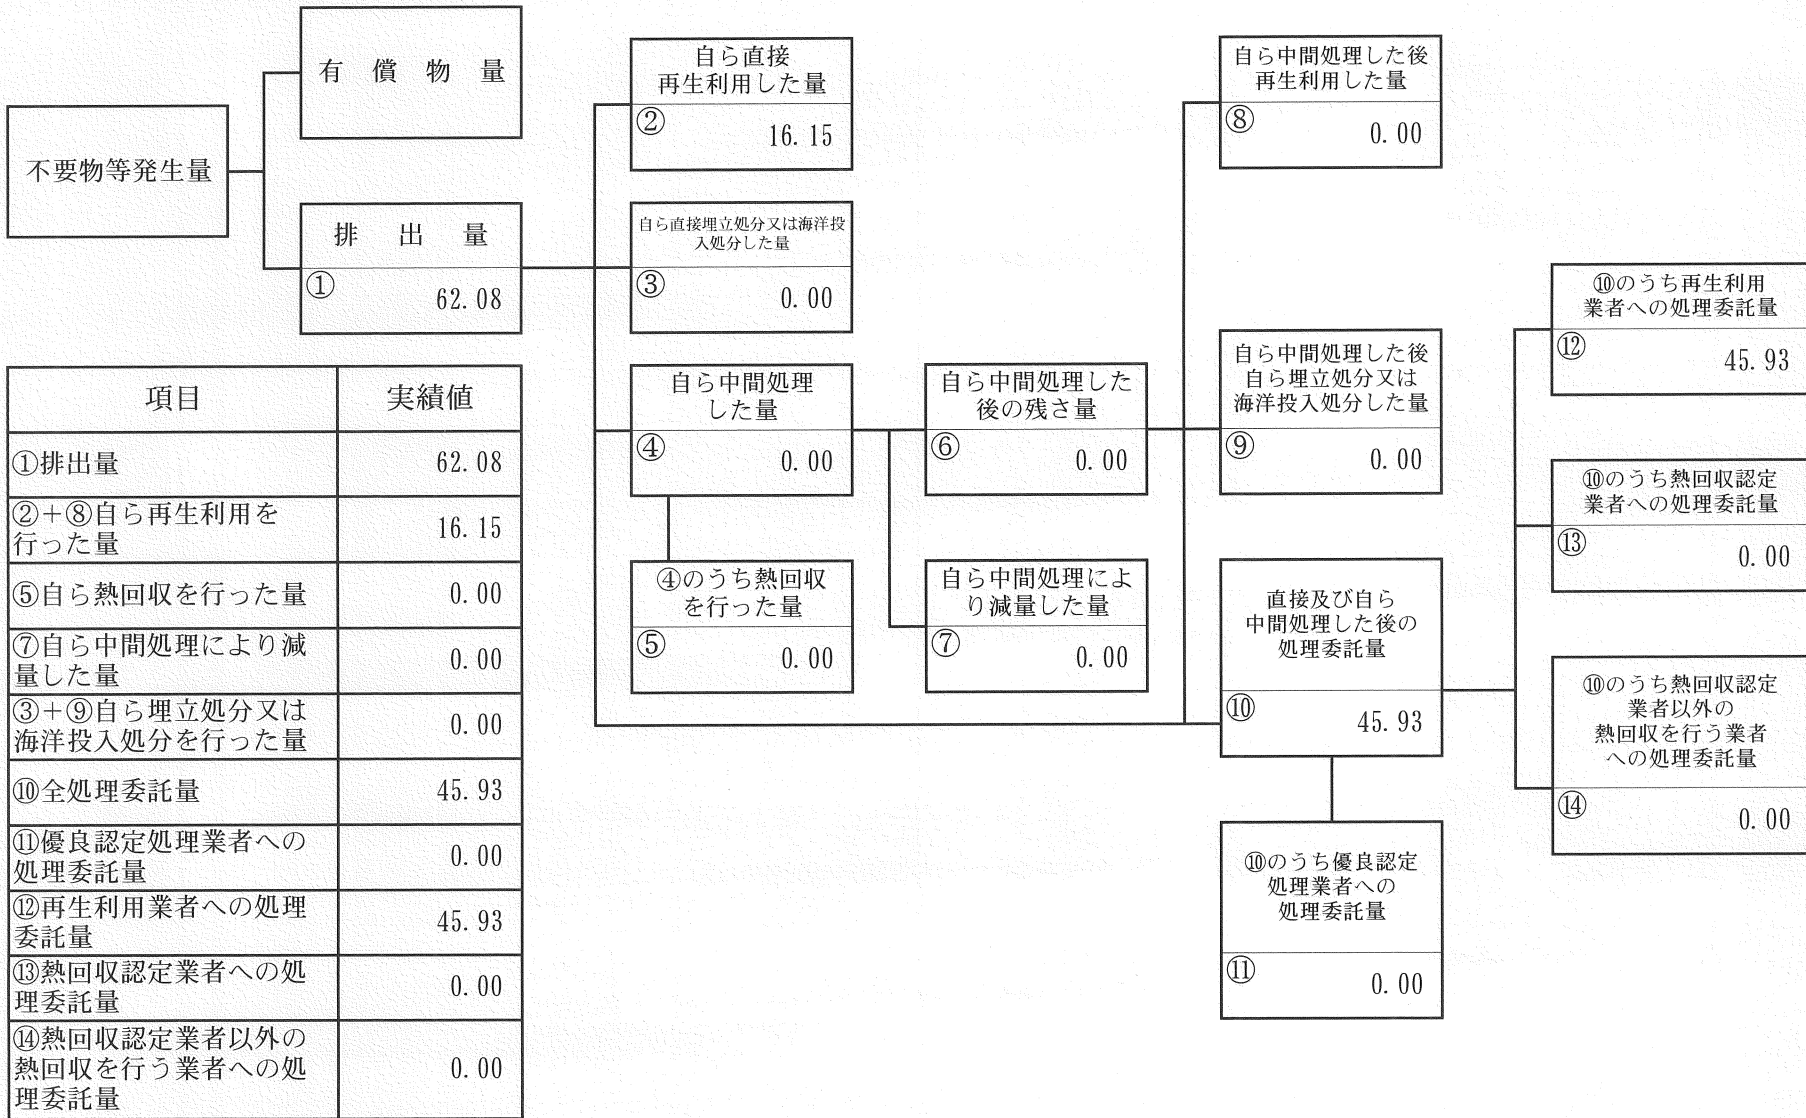 有償物量
不要物等発生量
排出量
① 62.08
自ら直接
再生利用した量
② 16.15
自ら直接埋立処分又は海洋投
入処分した量
③ 0.00
自ら中間処理
した量
④ 0.00
④のうち熱回収
を行った量
⑤ 0.00
自ら中間処理した
後の残さ量
⑥ 0.00
自ら中間処理によ
り減量した量
⑦ 0.00
自ら中間処理した後
再生利用した量
⑧ 0.00
自ら中間処理した後
自ら埋立処分又は
海洋投入処分した量
⑨ 0.00
直接及び自ら
中間処理した後の
処理委託量
⑩ 45.93
⑩のうち優良認定
処理業者への
処理委託量
⑪ 0.00
⑩のうち再生利用
業者への処理委託量
⑫ 45.93
⑩のうち熱回収認定
業者への処理委託量
⑬ 0.00
⑩のうち熱回収認定
業者以外の
熱回収を行う業者
への処理委託量
⑭ 0.00
項目 実績値
①排出量 62.08
②＋⑧自ら再生利用を
行った量 16.15
⑤自ら熱回収を行った量 0.00
⑦自ら中間処理により減
量した量 0.00
③＋⑨自ら埋立処分又は
海洋投入処分を行った量 0.00
⑩全処理委託量 45.93
⑪優良認定処理業者への
処理委託量 0.00
⑫再生利用業者への処理
委託量 45.93
⑬熱回収認定業者への処
理委託量 0.00
⑭熱回収認定業者以外の
熱回収を行う業者への処
理委託量 0.00